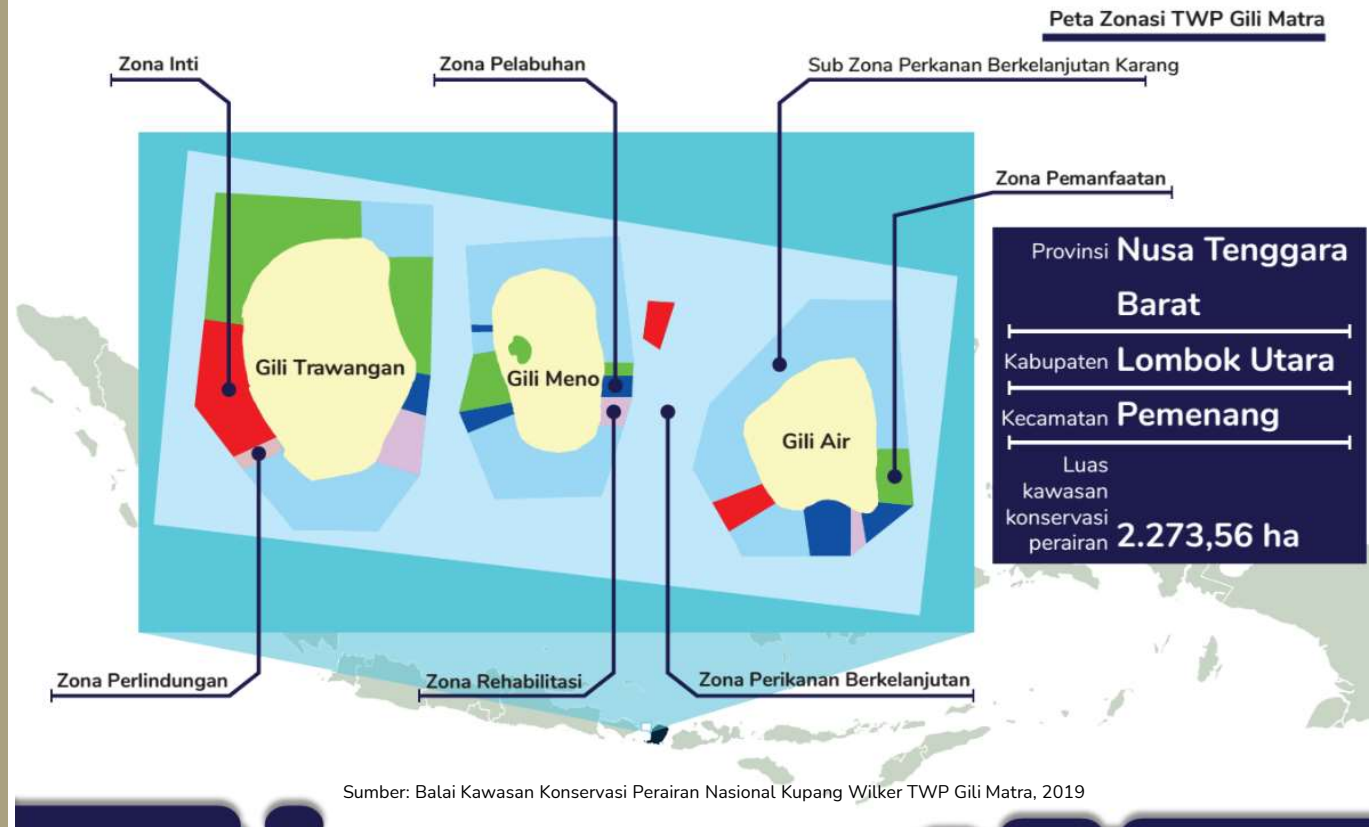 Peta Zonasi TWP Gili Matra
Zona Inti
Zona Pelabuhan
Sub Zona Perkanan Berkelanjutan Karang
Zona Pemanfaatan
Provinsi Nusa Tenggara
Barat
Kabupaten Lombok Utara
Kecamatan Pemenang
Luas
kawasan
konservasi
perairan 2.273,56 ha
Gili Trawangan
Gili Meno
Gili Air
Zona Perlindungan
Zona Rehabilitasi
Zona Perikanan Berkelanjutan
Sumber: Balai Kawasan Konservasi Perairan Nasional Kupang Wilker TWP Gili Matra, 2019